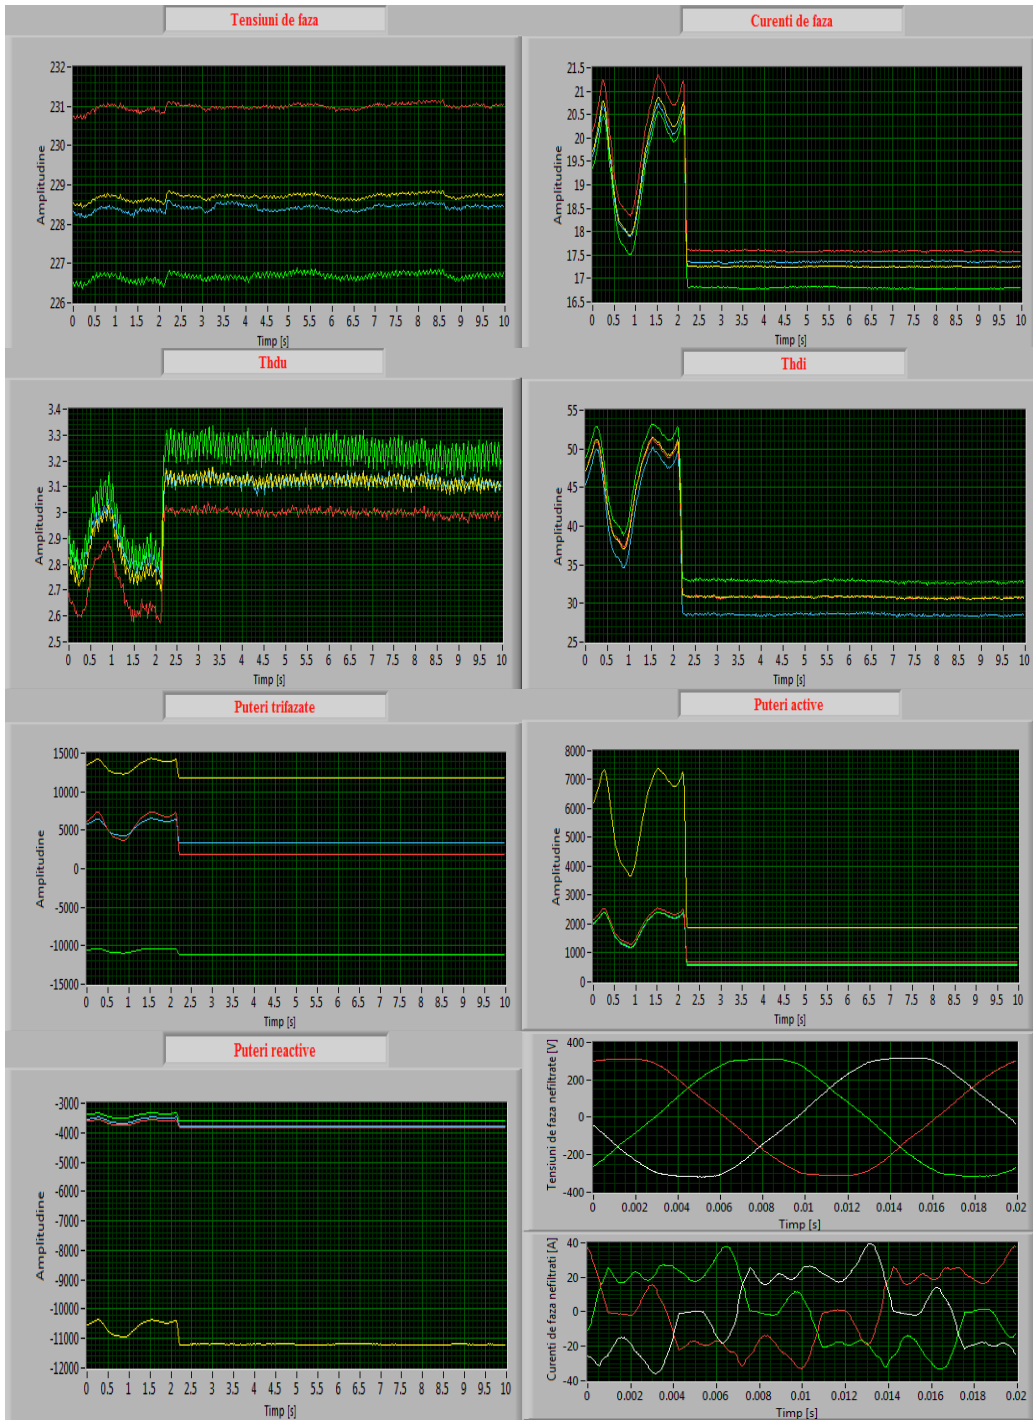 Tensiuni de faza
Curenti de faza
232
231
230
229
228
227
226
Amplitudine
0 0.5 1 1.5 2 2.5 3 3.5 4 4.5 5 5.5 6 6.5 7 7.5 8 8.5 9 9.5 10
Timp [s]
21.5
21
20.5
20
19.5
19
18.5
18
17.5
17
16.5
Amplitudine
0 0.5 1 1.5 2 2.5 3 3.5 4 4.5 5 5.5 6 6.5 7 7.5 8 8.5 9 9.5 10
Timp [s]
Thdu
Thdi
3.4
3.3
3.2
3.1
3
2.9
2.8
2.7
2.6
2.5
Amplitudine
0 0.5 1 1.5 2 2.5 3 3.5 4 4.5 5 5.5 6 6.5 7 7.5 8 8.5 9 9.5 10
Timp [s]
55
50
45
40
35
30
25
Amplitudine
0 0.5 1 1.5 2 2.5 3 3.5 4 4.5 5 5.5 6 6.5 7 7.5 8 8.5 9 9.5 10
Timp [s]
Puteri trifazate
Puteri active
15000
10000
5000
0
-5000
-10000
-15000
Amplitudine
0 0.5 1 1.5 2 2.5 3 3.5 4 4.5 5 5.5 6 6.5 7 7.5 8 8.5 9 9.5 10
Timp [s]
8000
7000
6000
5000
4000
3000
2000
1000
0
Amplitudine
0 0.5 1 1.5 2 2.5 3 3.5 4 4.5 5 5.5 6 6.5 7 7.5 8 8.5 9 9.5 10
Timp [s]
Puteri reactive
-3000
-4000
-5000
-6000
-7000
-8000
-9000
-10000
-11000
-12000
Amplitudine
0 0.5 1 1.5 2 2.5 3 3.5 4 4.5 5 5.5 6 6.5 7 7.5 8 8.5 9 9.5 10
Timp [s]
400
200
0
-200
-400
Tensiuni de faza nefiltrate [V]
0 0.002 0.004 0.006 0.008 0.01 0.012 0.014 0.016 0.018 0.02
Timp [s]
40
20
0
-20
-40
Curenti de faza nefiltrati [A]
0 0.002 0.004 0.006 0.008 0.01 0.012 0.014 0.016 0.018 0.02
Timp [s]